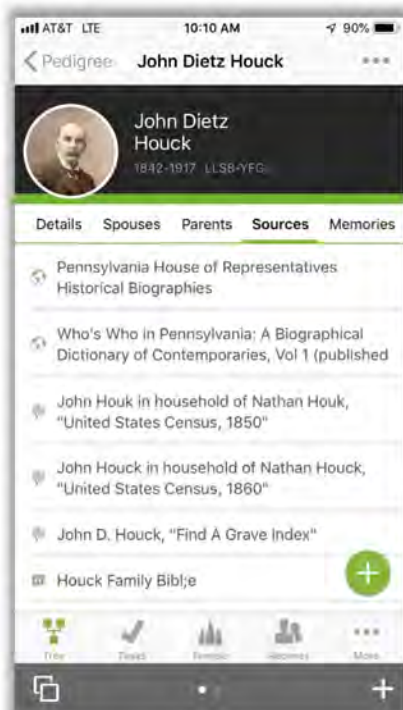 AT&T LTE 10:10 AM 90%
Pedigree John Dietz Houck
John Dietz
Houck
1842-1917 LLSB-YFG
Details Spouses Parents Sources Memories
Pennsylvania House of Representatives
Historical Biographies
Who's Who in Pennsylvania: A Biographical
Dictionary of Contemporaries, Vol 1 (published
John Houk in household of Nathan Houk,
"United States Census, 1850"
John Houck in household of Nathan Houck,
"United States Census, 1860"
John D. Houck, "Find A Grave Index"
Houck Family Bibl;e
Tree Tasks Temple More